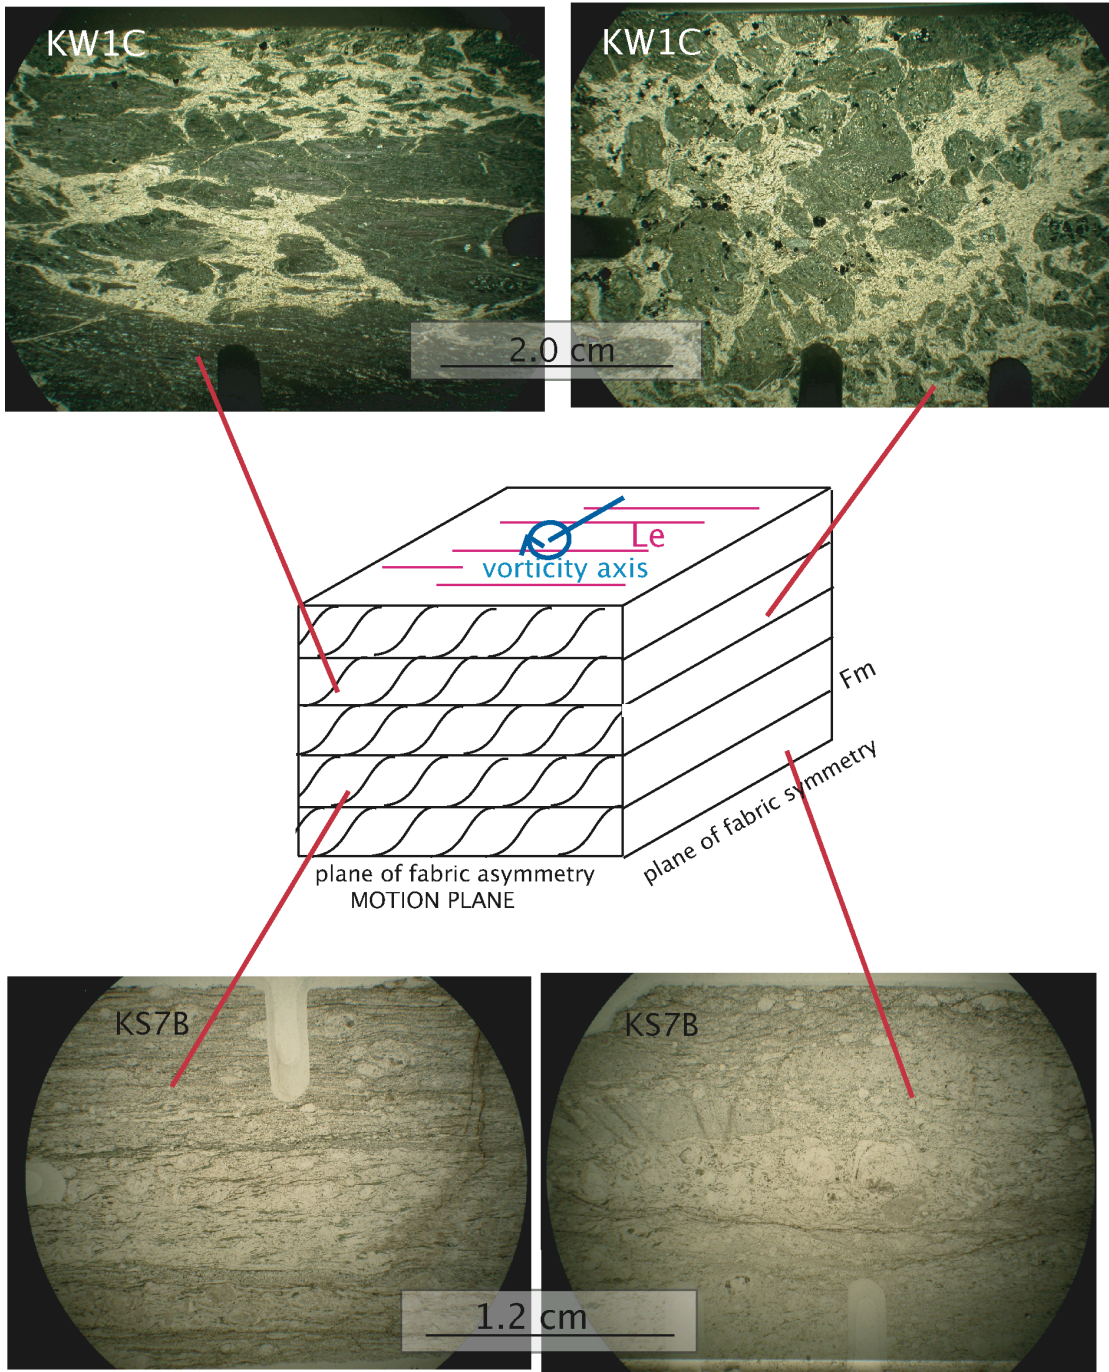 KW1C
KW1C
2.0 cm
Le
vorticity axis
Fm
plane of fabric symmetry
plane of fabric asymmetry
MOTION PLANE
KS7B
KS7B
1.2 cm